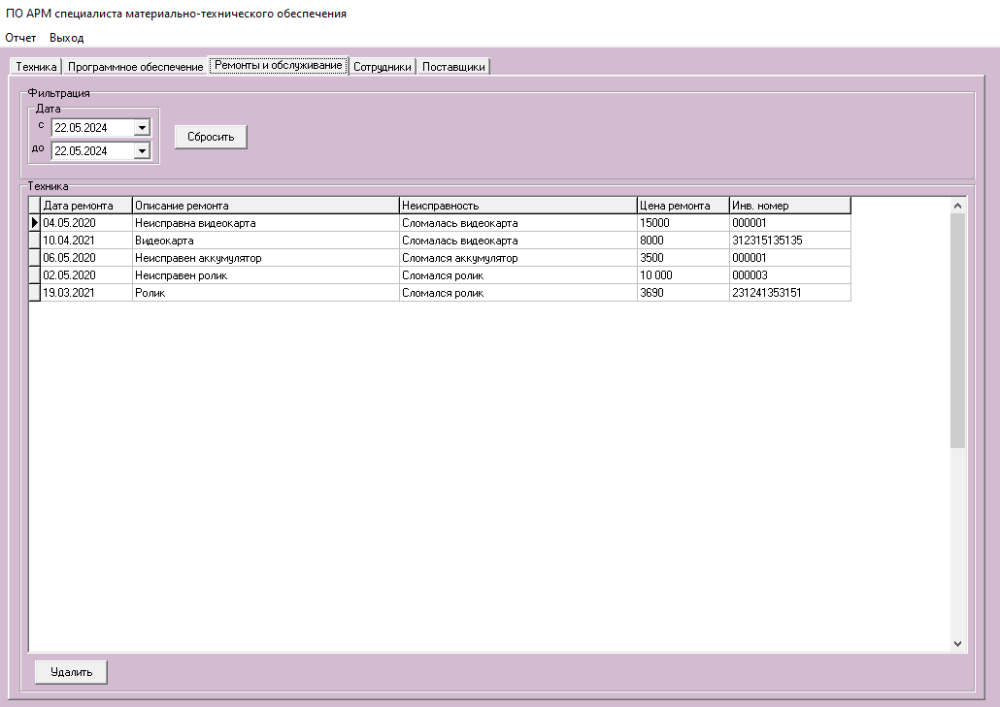 ПО АРМ специалиста материально-технического обеспечения
Отчет Выход
Техника Программное обеспечение Ремонты и обслуживание Сотрудники Поставщики
Фильтрация
Дата
с 22.05.2024
до 22.05.2024
Сбросить
Техника
Дата ремонта Описание ремонта Неисправность Цена ремонта Инв. номер
04.05.2020 Неисправна видеокарта Сломалась видеокарта 15000 000001
10.04.2021 Видеокарта Сломалась видеокарта 8000 312315135135
06.05.2020 Неисправен аккумулятор Сломался аккумулятор 3500 000001
02.05.2020 Неисправен ролик Сломался ролик 10 000 000003
19.03.2021 Ролик Сломался ролик 3690 231241353151
Удалить